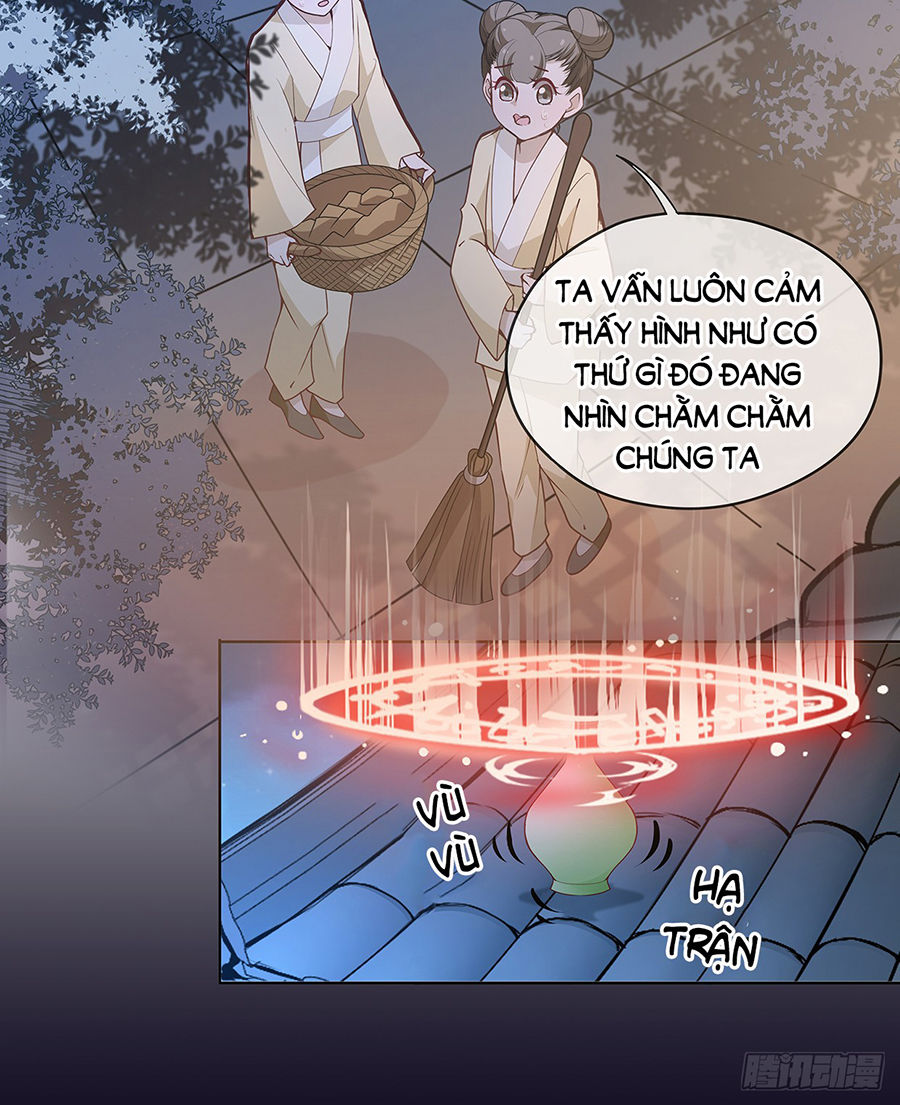 TA VẪN LUÔN CẢM
THẤY HÌNH NHƯ CÓ
THỨ GÌ ĐÓ ĐANG
NHÌN CHẰM CHẰM
CHÚNG TA
VÙ
VÙ
HẠ
TRẬN
腾讯动漫